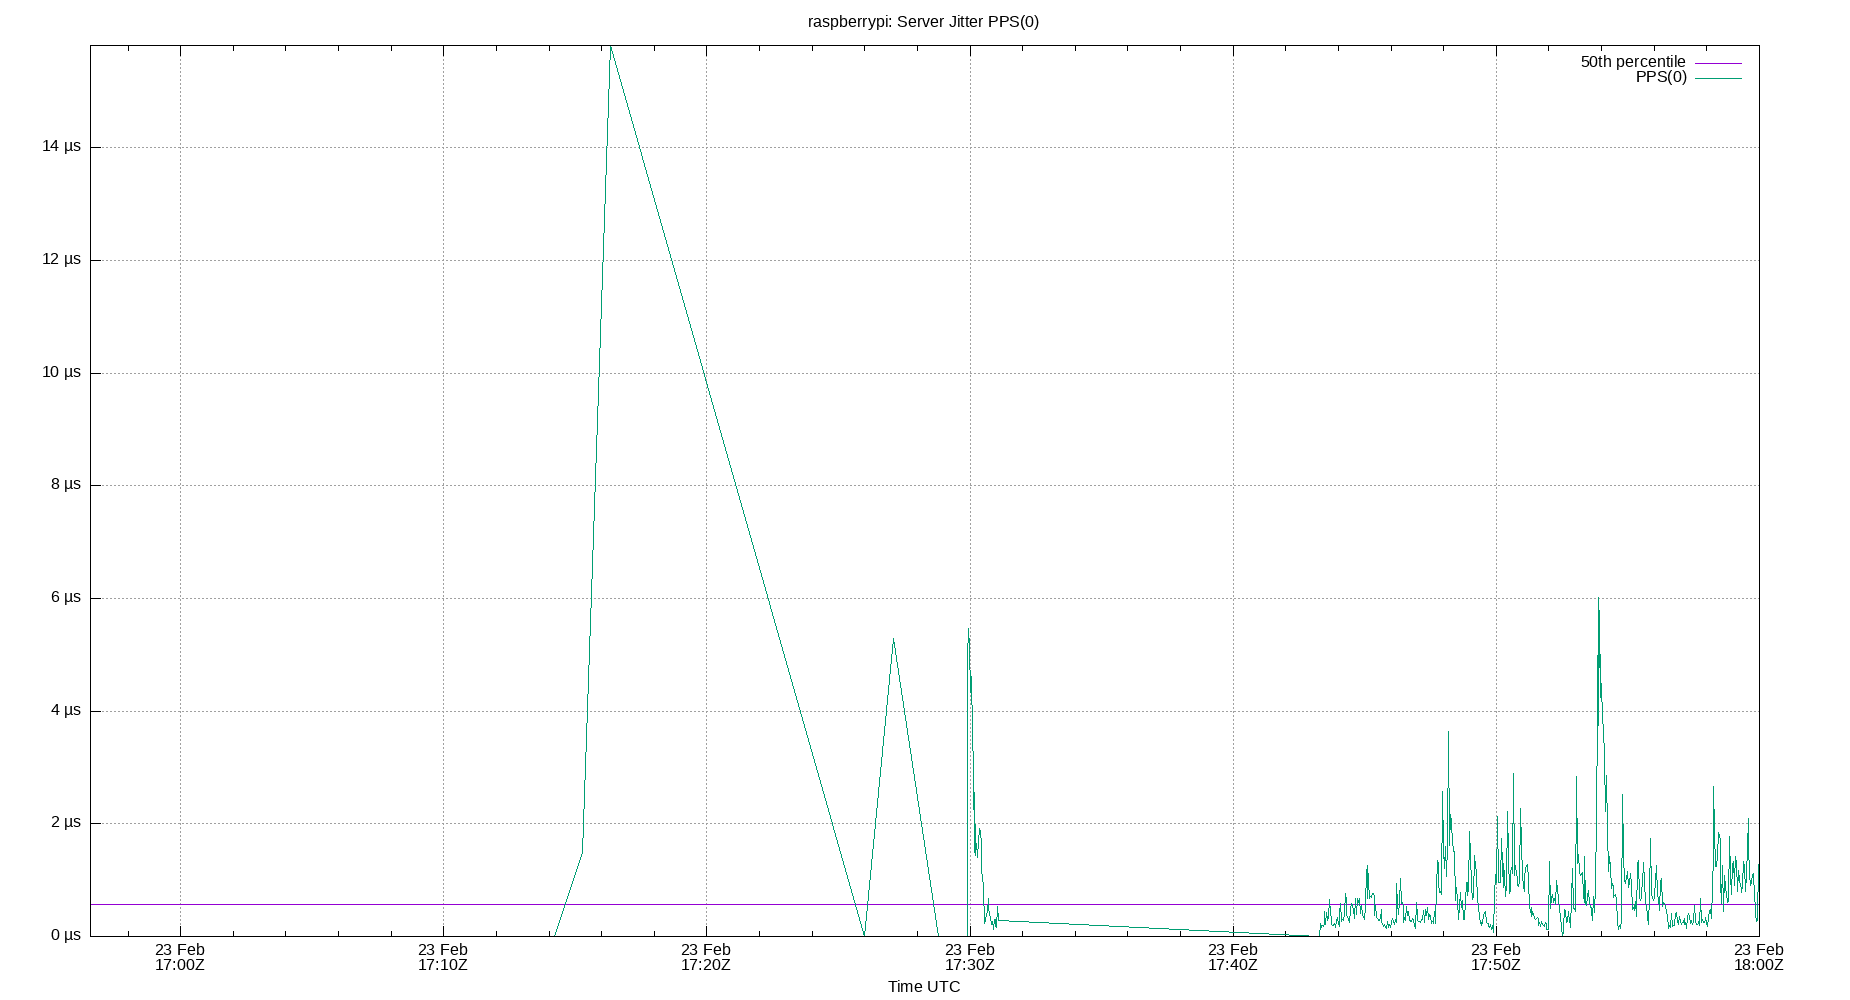 raspberrypi: Server Jitter PPS(0)
50th percentile
PPS(0)
14 µs
12 µs
10 µs
8 µs
6 µs
4 µs
2 µs
0 µs
23 Feb 23 Feb 23 Feb 23 Feb 23 Feb 23 Feb 23 Feb
17:00Z 17:10Z 17:20Z 17:30Z 17:40Z 17:50Z 18:00Z
Time UTC